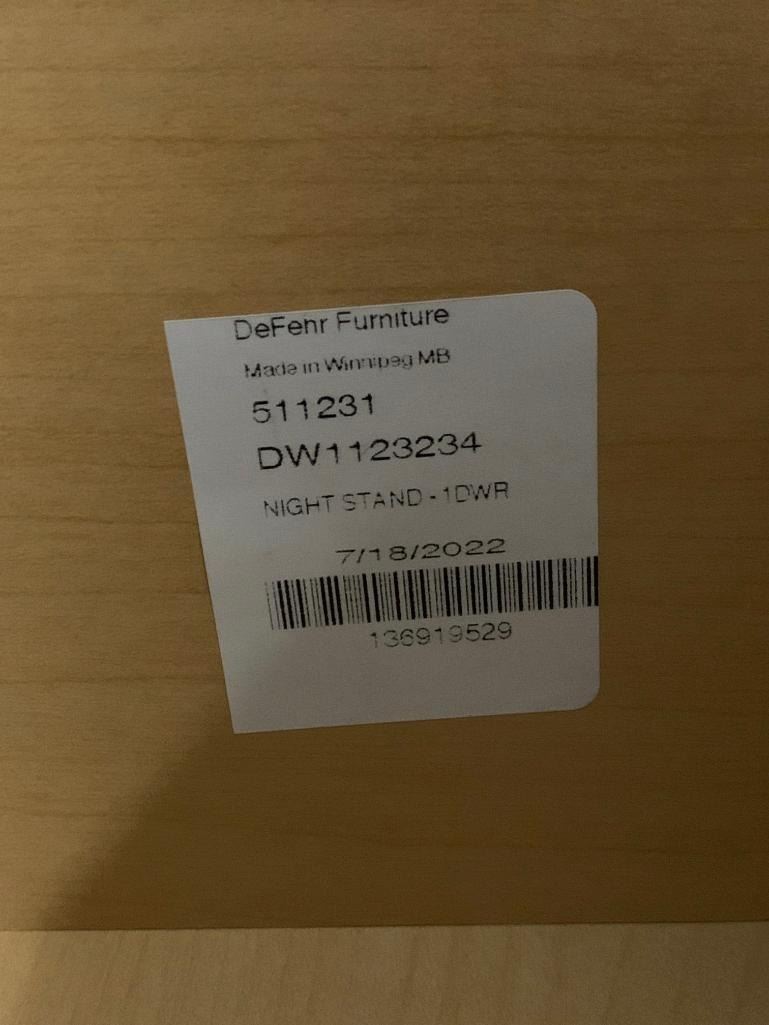 DeFehr Furniture
Made in Winnipeg MB
511231
DW1123234
NIGHT STAND - 1DWR
7/18/2022
136919529